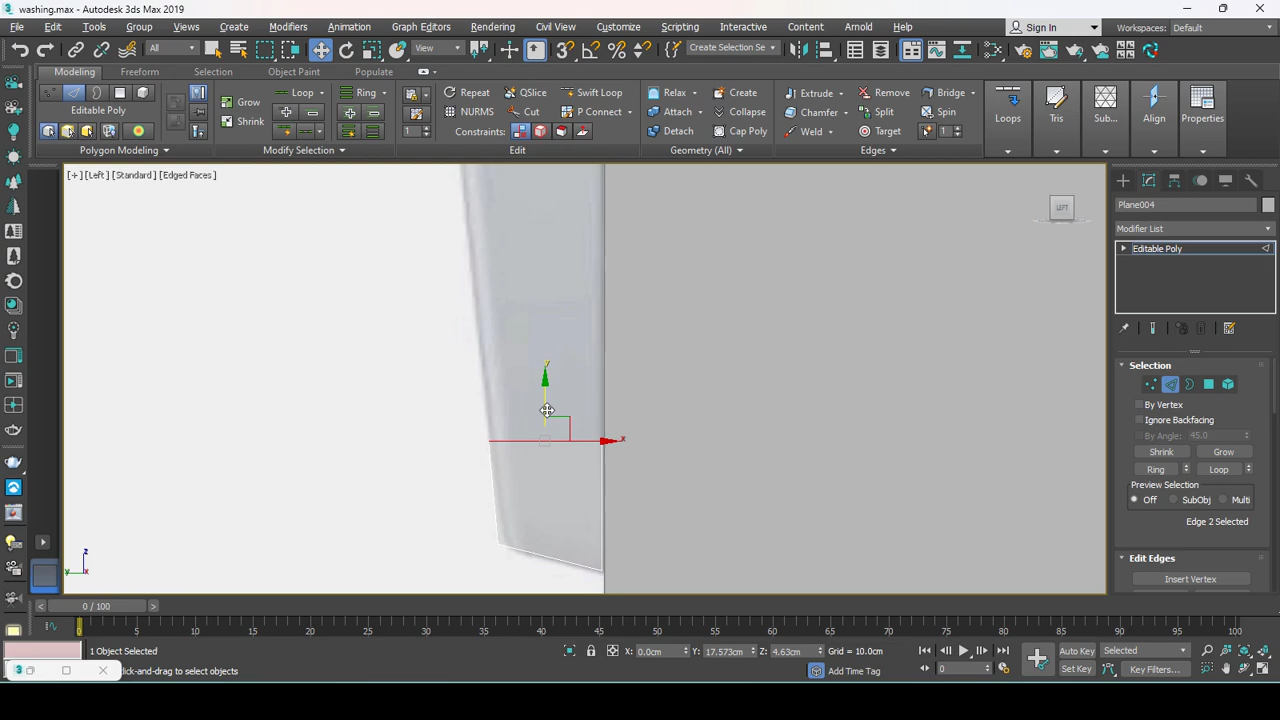 washing.max - Autodesk 3ds Max 2019
File Edit Tools Group Views Create Modifiers Animation Graph Editors Rendering Civil View Customize Scripting Interactive Content Arnold Help
Sign In
Workspaces: Default
All View Create Selection Se
Modeling Freeform Selection Object Paint Populate
Editable Poly
Polygon Modeling
Grow Loop Ring
Shrink
Modify Selection
Repeat QSlice Swift Loop
NURMS Cut P Connect
Constraints:
1
Edit
Relax Create
Attach Collapse
Detach Cap Poly
Geometry (All)
Extrude Remove Bridge
Chamfer Split Spin
Weld Target 1
Edges
Loops Tris Sub... Align Properties
[+] [Left] [Standard] [Edged Faces]
LEFT
y
x
z
y x
Plane004
Modifier List
Editable Poly
Selection
By Vertex
Ignore Backfacing
By Angle: 45.0
Shrink Grow
Ring Loop
Preview Selection
Off SubObj Multi
Edge 2 Selected
Edit Edges
Insert Vertex
< 0 / 100 >
0 5 10 15 20 25 30 35 40 45 50 55 60 65 70 75 80 85 90 95 100
1 Object Selected
X: 0.0cm Y: 17.573cm Z: 4.63cm Grid = 10.0cm
Auto Key Selected
3
lick-and-drag to select objects
Add Time Tag
0
Set Key Key Filters...